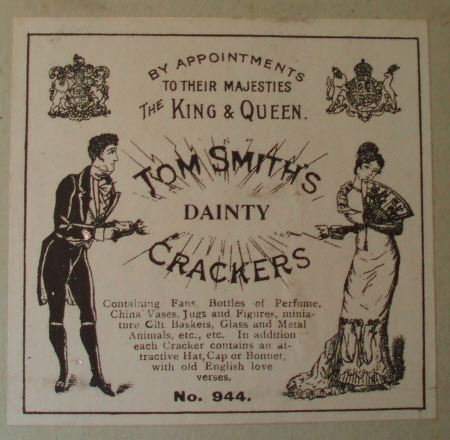 BY APPOINTMENTS
TO THEIR MAJESTIES
THE KING & QUEEN.
TOM SMITH'S
DAINTY
CRACKERS
Containing Fans, Bottles of Perfume,
China Vases, Jugs and Figures, minia-
ture Gilt Baskets, Glass and Metal
Animals, etc., etc. In addition
each Cracker contains an at-
tractive Hat, Cap or Bonnet,
with old English love
verses.
No. 944.